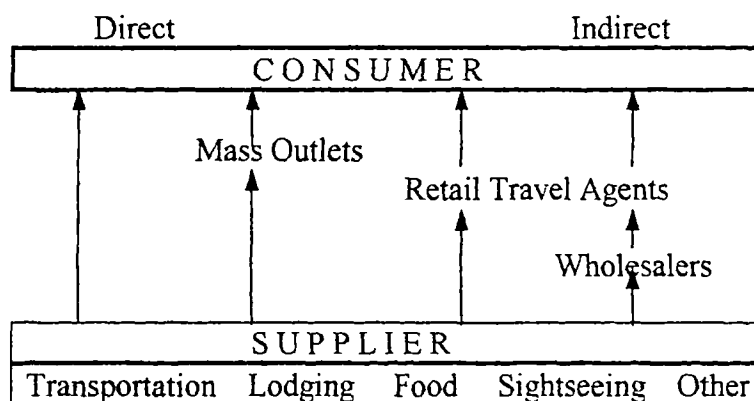 Direct Indirect
CONSUMER
Mass Outlets
Retail Travel Agents
Wholesalers
SUPPLIER
Transportation Lodging Food Sightseeing Other